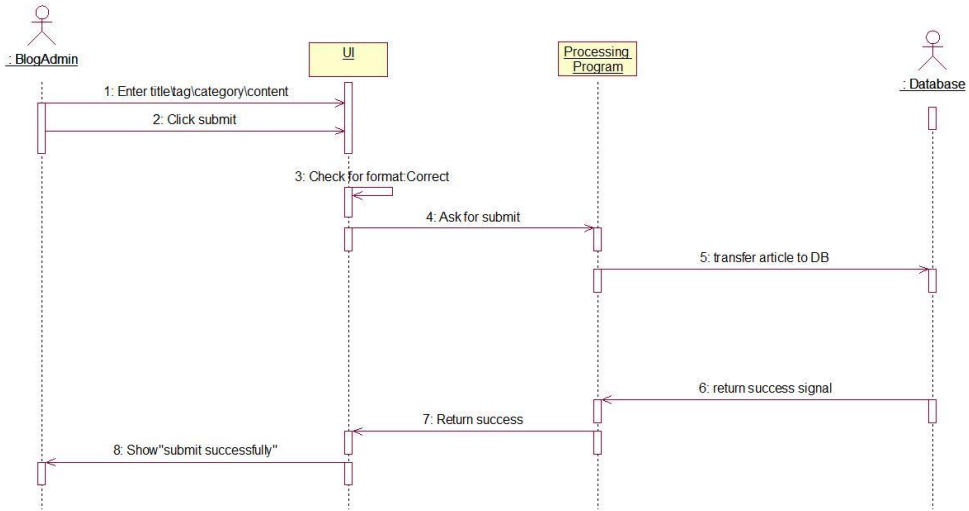 : BlogAdmin
UI
Processing
Program
: Database
1: Enter title\tag\category\content
2: Click submit
3: Check for format:Correct
4: Ask for submit
5: transfer article to DB
6: return success signal
7: Return success
8: Show"submit successfully"